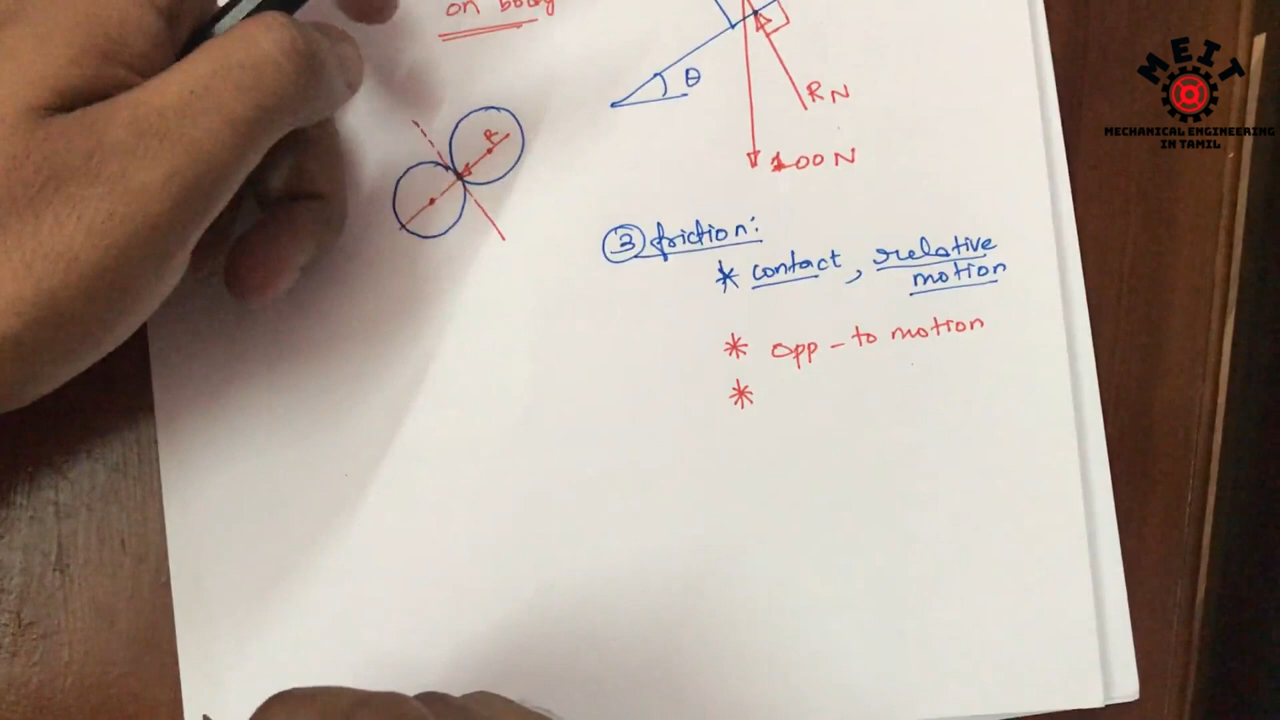 on body
R
θ
RN
100 N
③ friction:
* contact, relative
motion
* opp - to motion
*
MEIT
MECHANICAL ENGINEERING
IN TAMIL